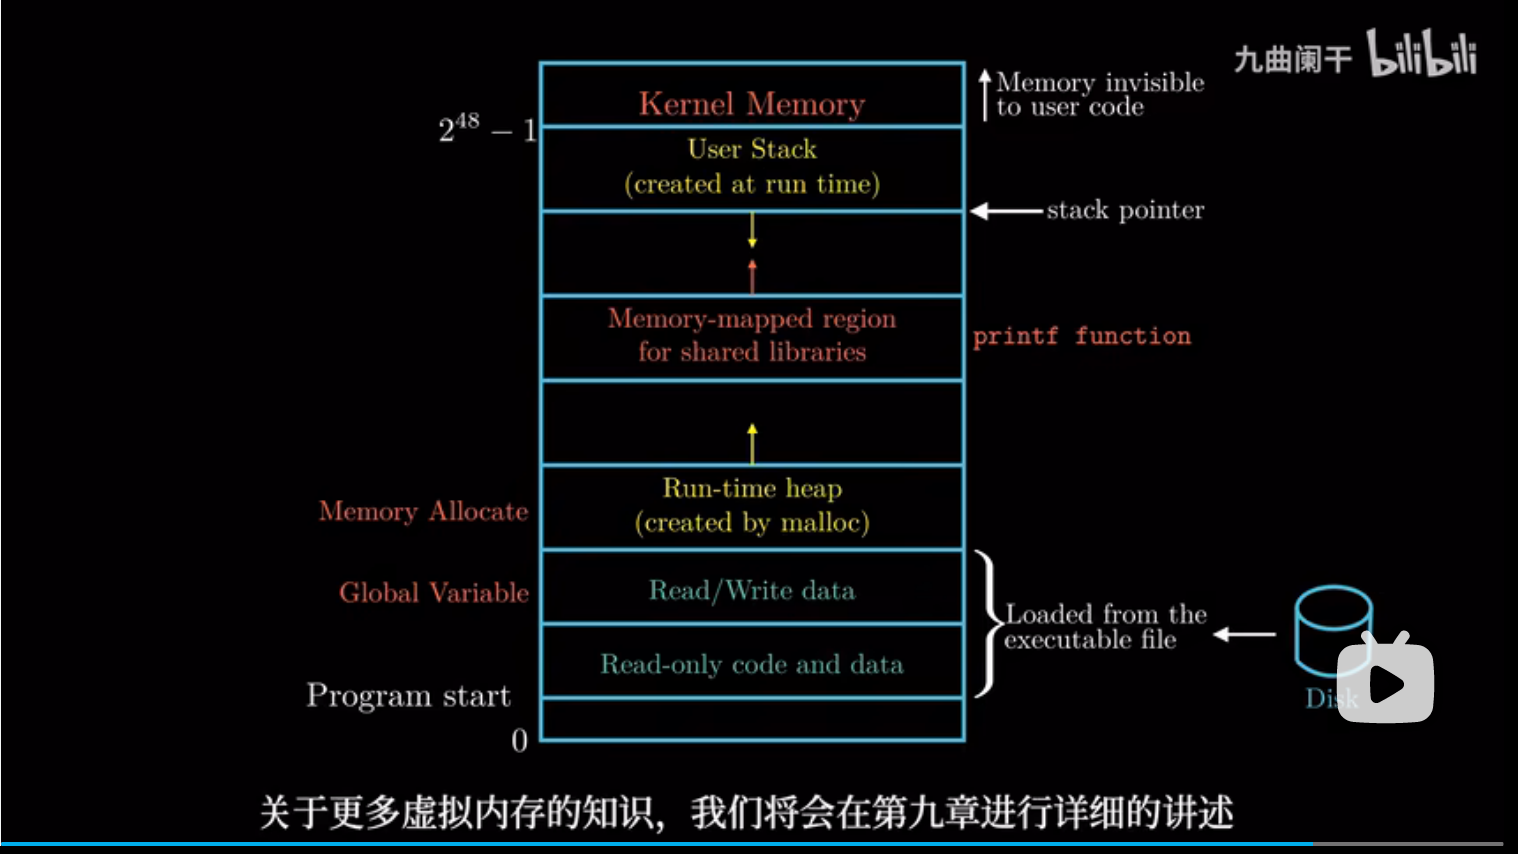 九曲阑干 bilibili
Kernel Memory
Memory invisible
to user code
2^48 − 1
User Stack
(created at run time)
stack pointer
Memory-mapped region
for shared libraries
printf function
Run-time heap
(created by malloc)
Memory Allocate
Global Variable
Read/Write data
Loaded from the
executable file
Read-only code and data
Program start
Disk
0
关于更多虚拟内存的知识，我们将会在第九章进行详细的讲述